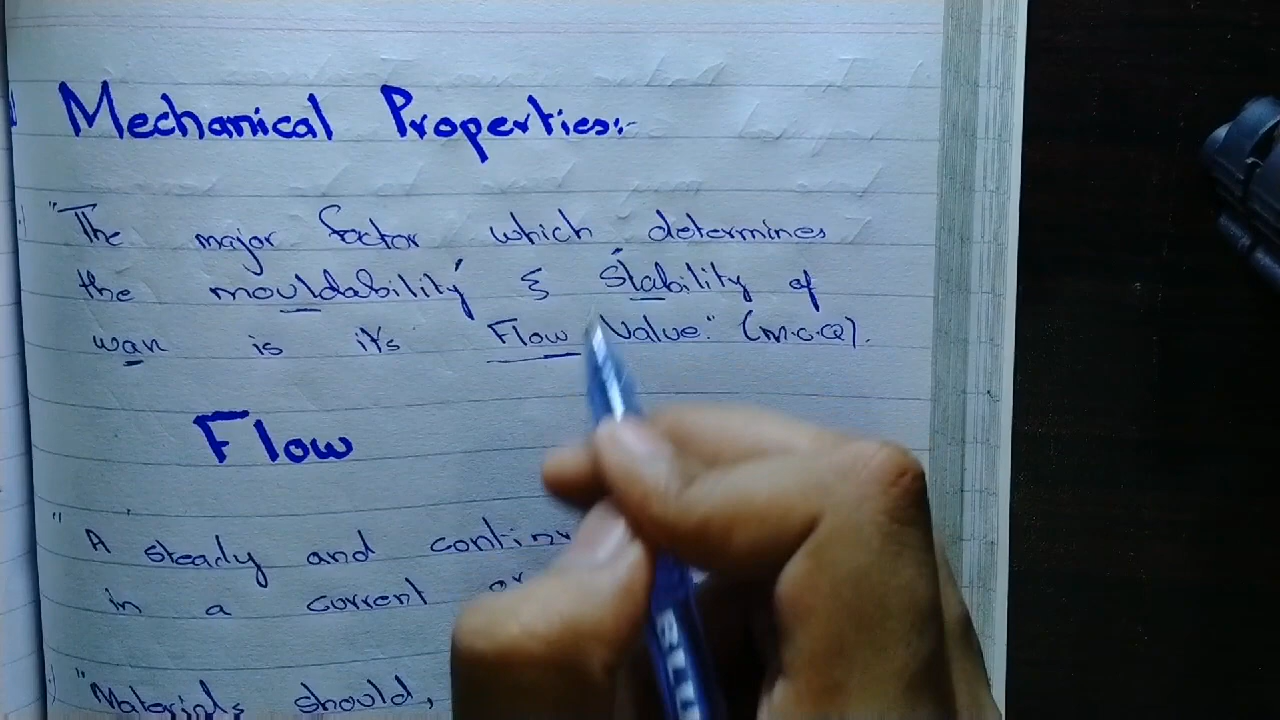 Mechanical Properties:-
"The major factor which determines
the mouldability & stability of
wax is it's Flow Value." (M.C.Q).
Flow
" A steady and
in a current or
"Materials should,
BLU